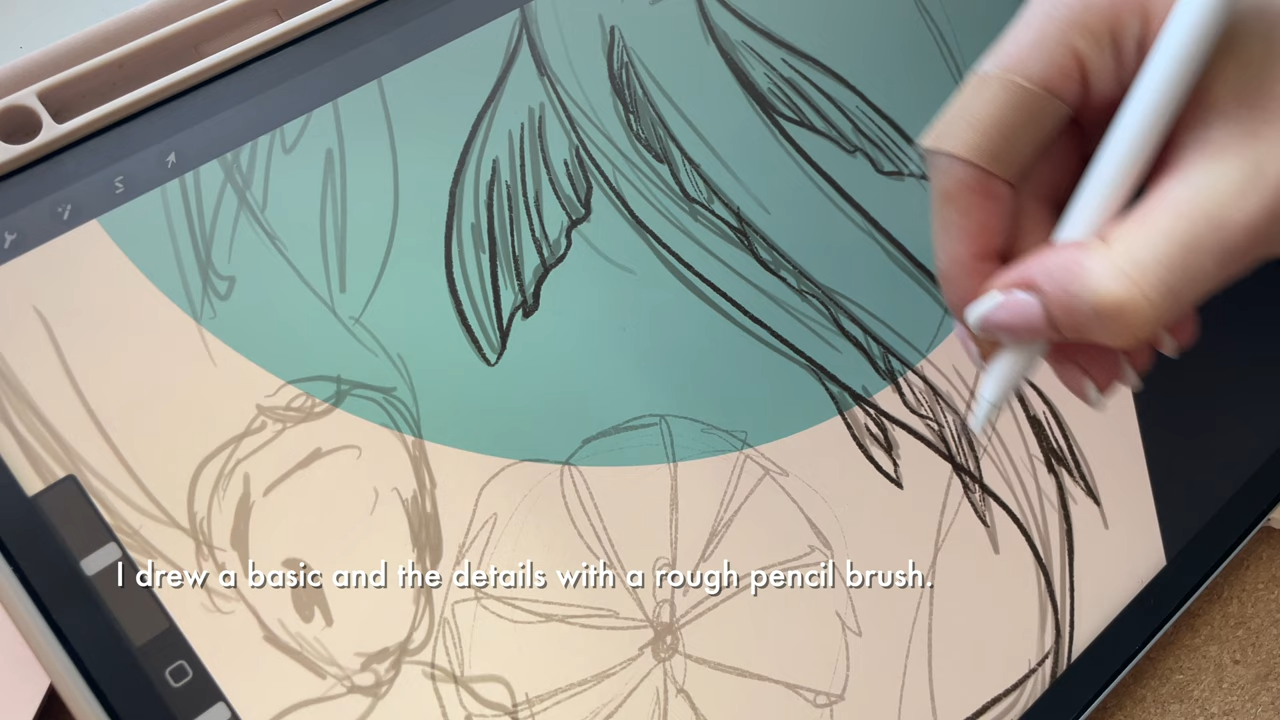 I drew a basic and the details with a rough pencil brush.